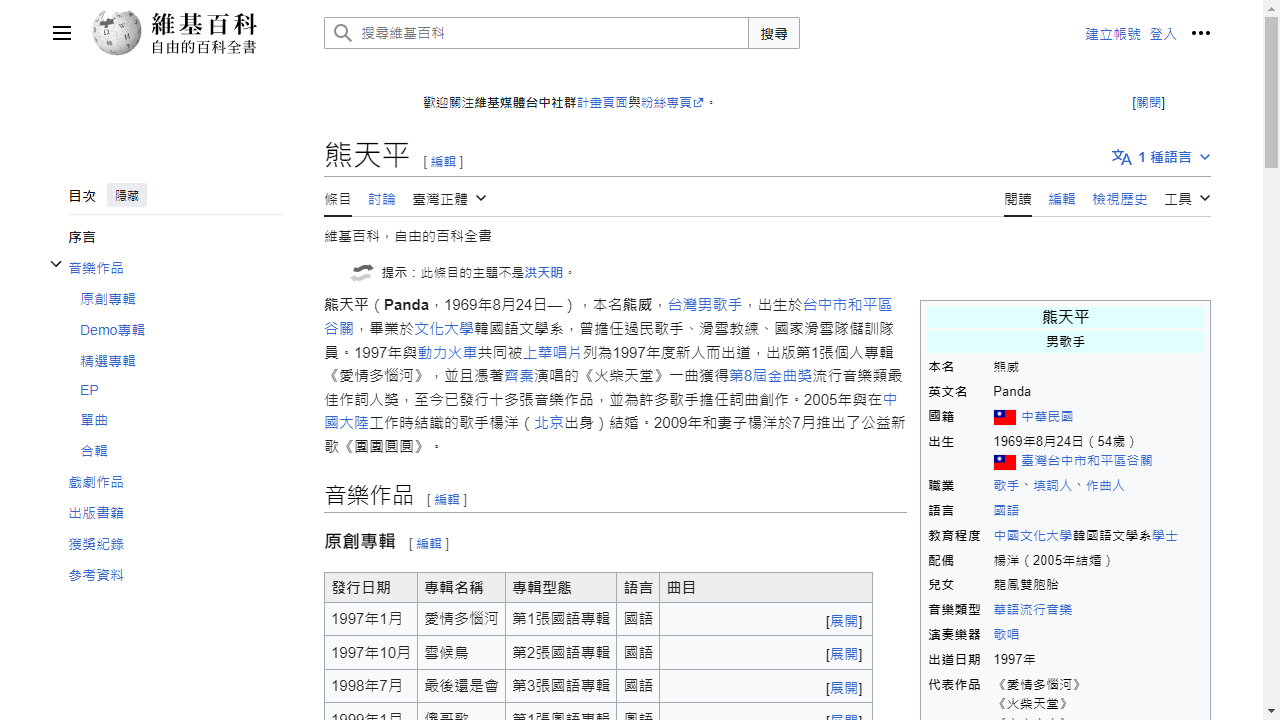 維基百科
自由的百科全書
搜尋維基百科
搜尋
建立帳號 登入
歡迎關注維基媒體台中社群計畫頁面與粉絲專頁。
[關閉]
熊天平 [ 編輯 ]
1 種語言
目次 隱藏
序言
音樂作品
原創專輯
Demo專輯
精選專輯
EP
單曲
合輯
戲劇作品
出版書籍
獲獎紀錄
參考資料
條目 討論 臺灣正體
閱讀 編輯 檢視歷史 工具
維基百科，自由的百科全書
提示：此條目的主題不是洪天明。
熊天平（Panda，1969年8月24日—），本名熊威，台灣男歌手，出生於台中市和平區
谷關，畢業於文化大學韓國語文學系，曾擔任過民歌手、滑雪教練、國家滑雪隊儲訓隊
員。1997年與動力火車共同被上華唱片列為1997年度新人而出道，出版第1張個人專輯
《愛情多惱河》，並且憑著齊秦演唱的《火柴天堂》一曲獲得第8屆金曲獎流行音樂類最
佳作詞人獎，至今已發行十多張音樂作品，並為許多歌手擔任詞曲創作。2005年與在中
國大陸工作時結識的歌手楊洋（北京出身）結婚。2009年和妻子楊洋於7月推出了公益新
歌《團團圓圓》。
音樂作品 [ 編輯 ]
原創專輯 [ 編輯 ]
發行日期 專輯名稱 專輯型態 語言 曲目
1997年1月 愛情多惱河 第1張國語專輯 國語 [展開]
1997年10月 雪候鳥 第2張國語專輯 國語 [展開]
1998年7月 最後還是會 第3張國語專輯 國語 [展開]
1999年1月 傻哥歌 第1張粵語專輯 粵語 [展開]
熊天平
男歌手
本名 熊威
英文名 Panda
國籍 中華民國
出生 1969年8月24日（54歲）
臺灣台中市和平區谷關
職業 歌手、填詞人、作曲人
語言 國語
教育程度 中國文化大學韓國語文學系學士
配偶 楊洋（2005年結婚）
兒女 龍鳳雙胞胎
音樂類型 華語流行音樂
演奏樂器 歌唱
出道日期 1997年
代表作品 《愛情多惱河》
《火柴天堂》